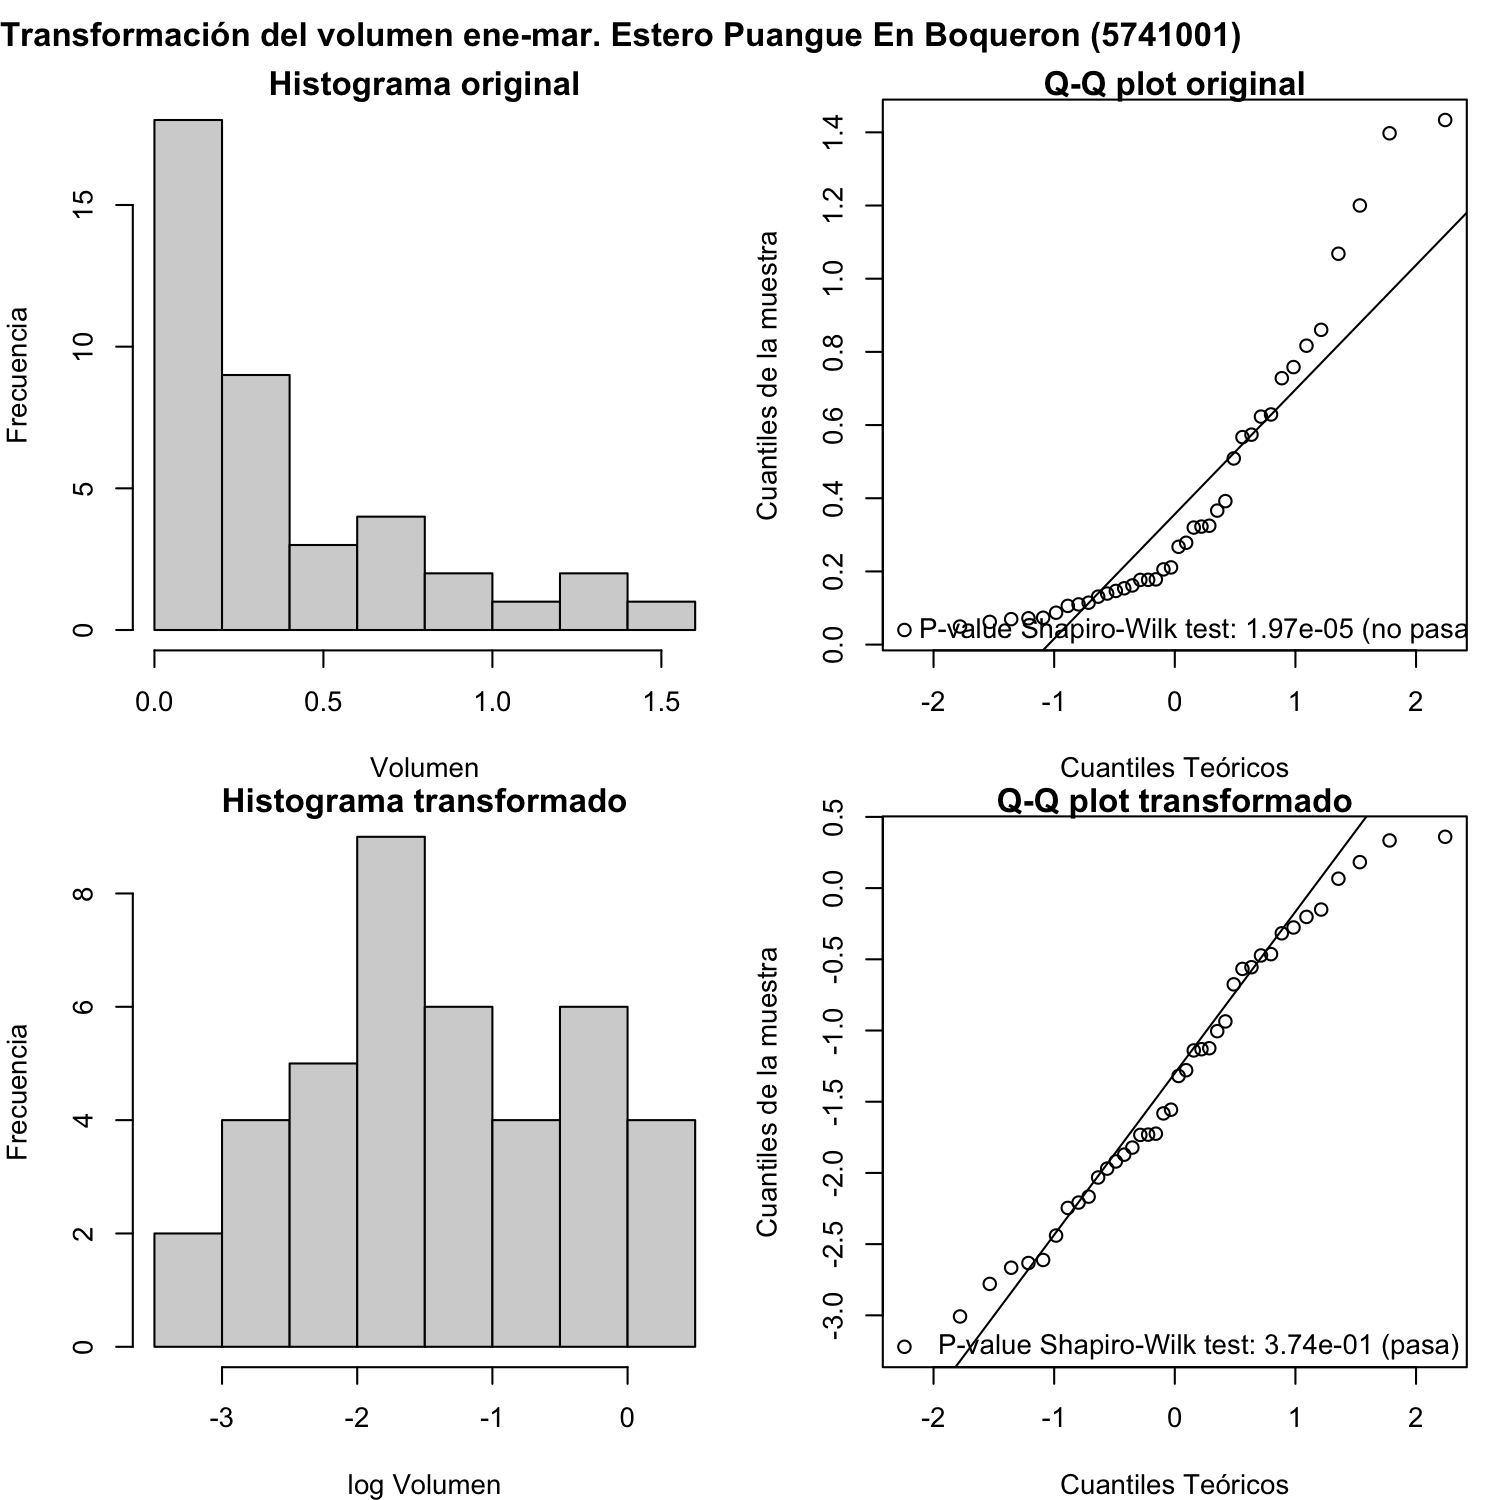 Transformación del volumen ene-mar. Estero Puangue En Boqueron (5741001)
Histograma original
Frecuencia
0 5 10 15
0.0 0.5 1.0 1.5
Volumen
Q-Q plot original
Cuantiles de la muestra
0.0 0.2 0.4 0.6 0.8 1.0 1.2 1.4
P-value Shapiro-Wilk test: 1.97e-05 (no pasa
-2 -1 0 1 2
Cuantiles Teóricos
Histograma transformado
Frecuencia
0 2 4 6 8
-3 -2 -1 0
log Volumen
Q-Q plot transformado
Cuantiles de la muestra
-3.0 -2.5 -2.0 -1.5 -1.0 -0.5 0.0 0.5
P-value Shapiro-Wilk test: 3.74e-01 (pasa)
-2 -1 0 1 2
Cuantiles Teóricos